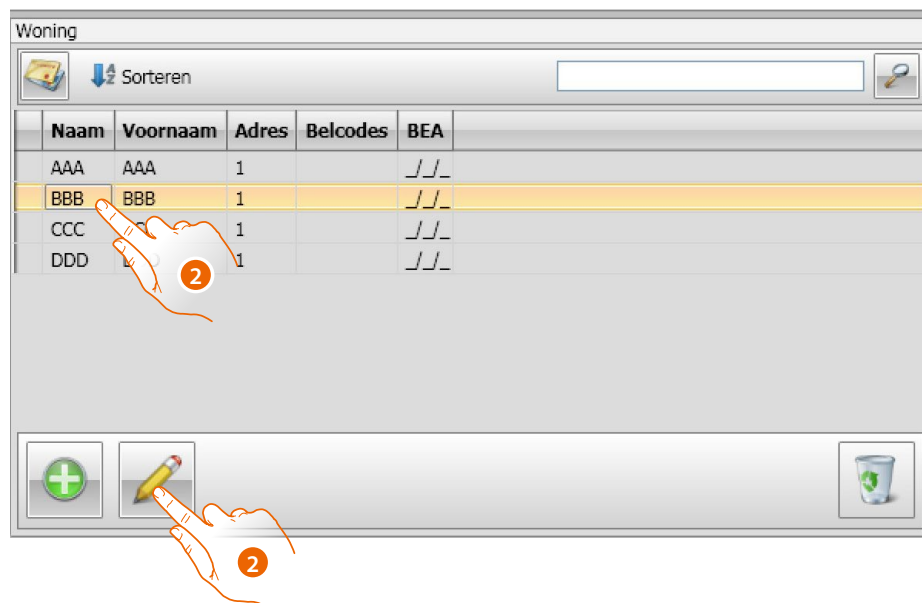 Woning
Sorteren
Naam Voornaam Adres Belcodes BEA
AAA AAA 1 _/_/_
BBB BBB 1 _/_/_
CCC 1 _/_/_
DDD 1 _/_/_
2
2